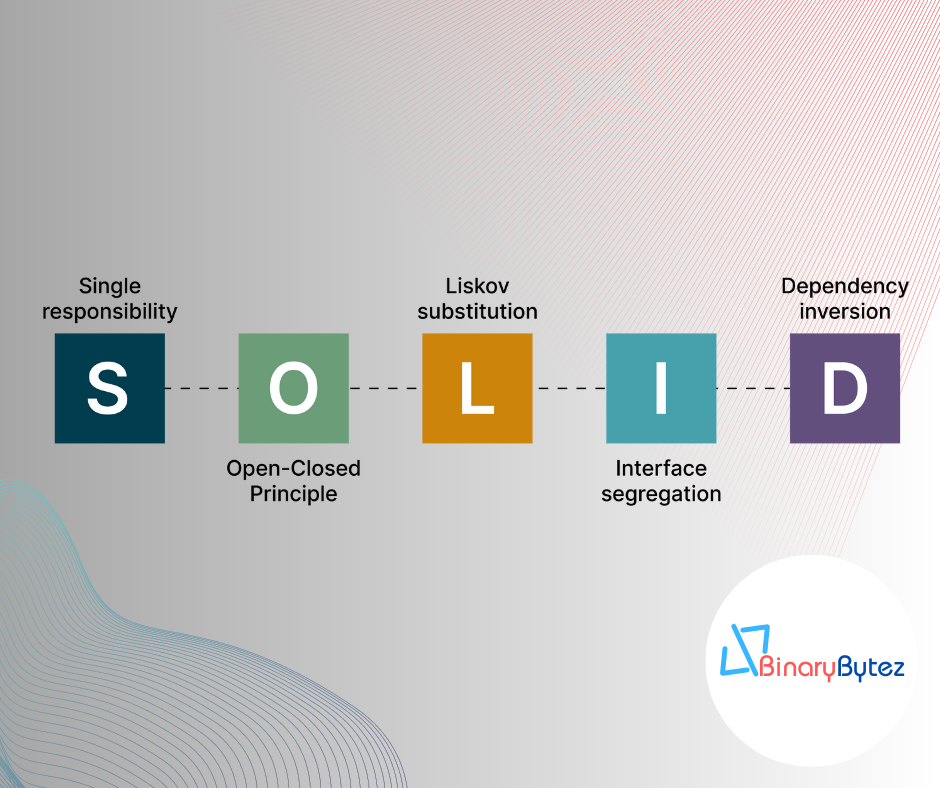 Single
responsibility
Liskov
substitution
Dependency
inversion
S
O
L
I
D
Open-Closed
Principle
Interface
segregation
BinaryBytez